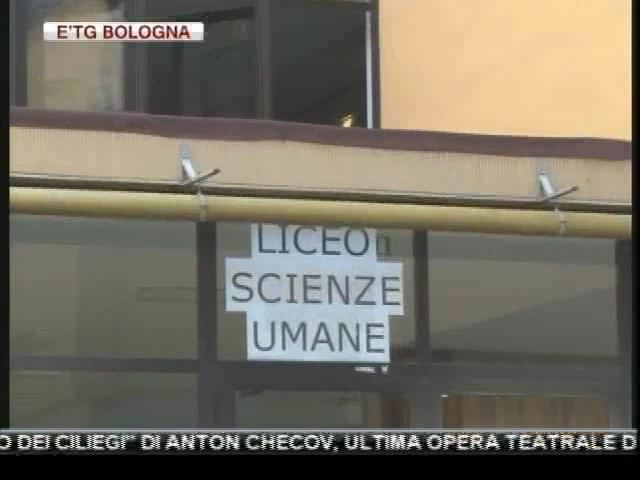 E'TG BOLOGNA
LICEO
SCIENZE
UMANE
O DEI CILIEGI" DI ANTON CHECOV, ULTIMA OPERA TEATRALE D